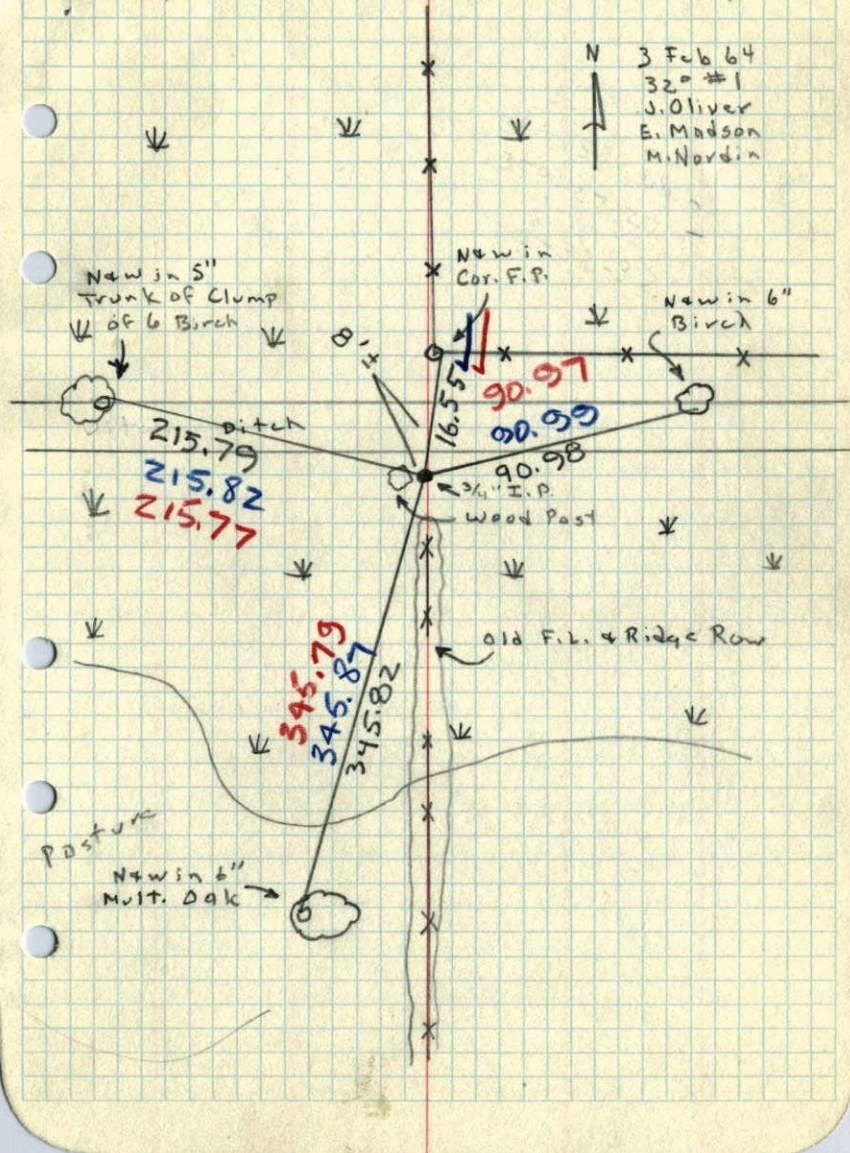 N
3 Feb 64
32° #1
J. Oliver
E. Madson
M. Nordin
N&W in
Cor. F.P.
N&W in 5"
Trunk of Clump
of 6 Birch
N&W in 6"
Birch
8'±
16.55
90.97
90.99
90.98
Ditch
215.79
215.82
215.77
3/4" I.P.
Wood Post
Old F.L. & Ridge Row
345.79
345.87
345.82
Pasture
N&W in 6"
Mult. Oak